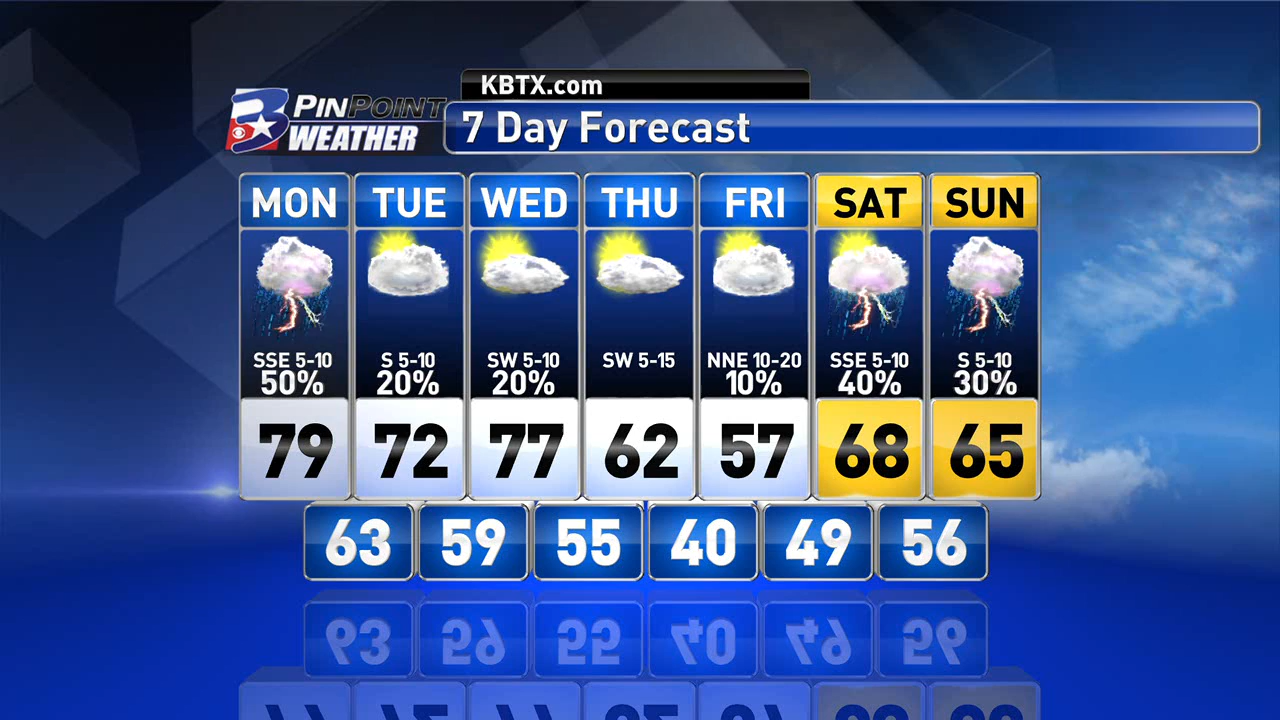 KBTX.com
3 PINPOINT
WEATHER
7 Day Forecast
MON TUE WED THU FRI SAT SUN
SSE 5-10 S 5-10 SW 5-10 SW 5-15 NNE 10-20 SSE 5-10 S 5-10
50% 20% 20% 10% 40% 30%
79 72 77 62 57 68 65
63 59 55 40 49 56